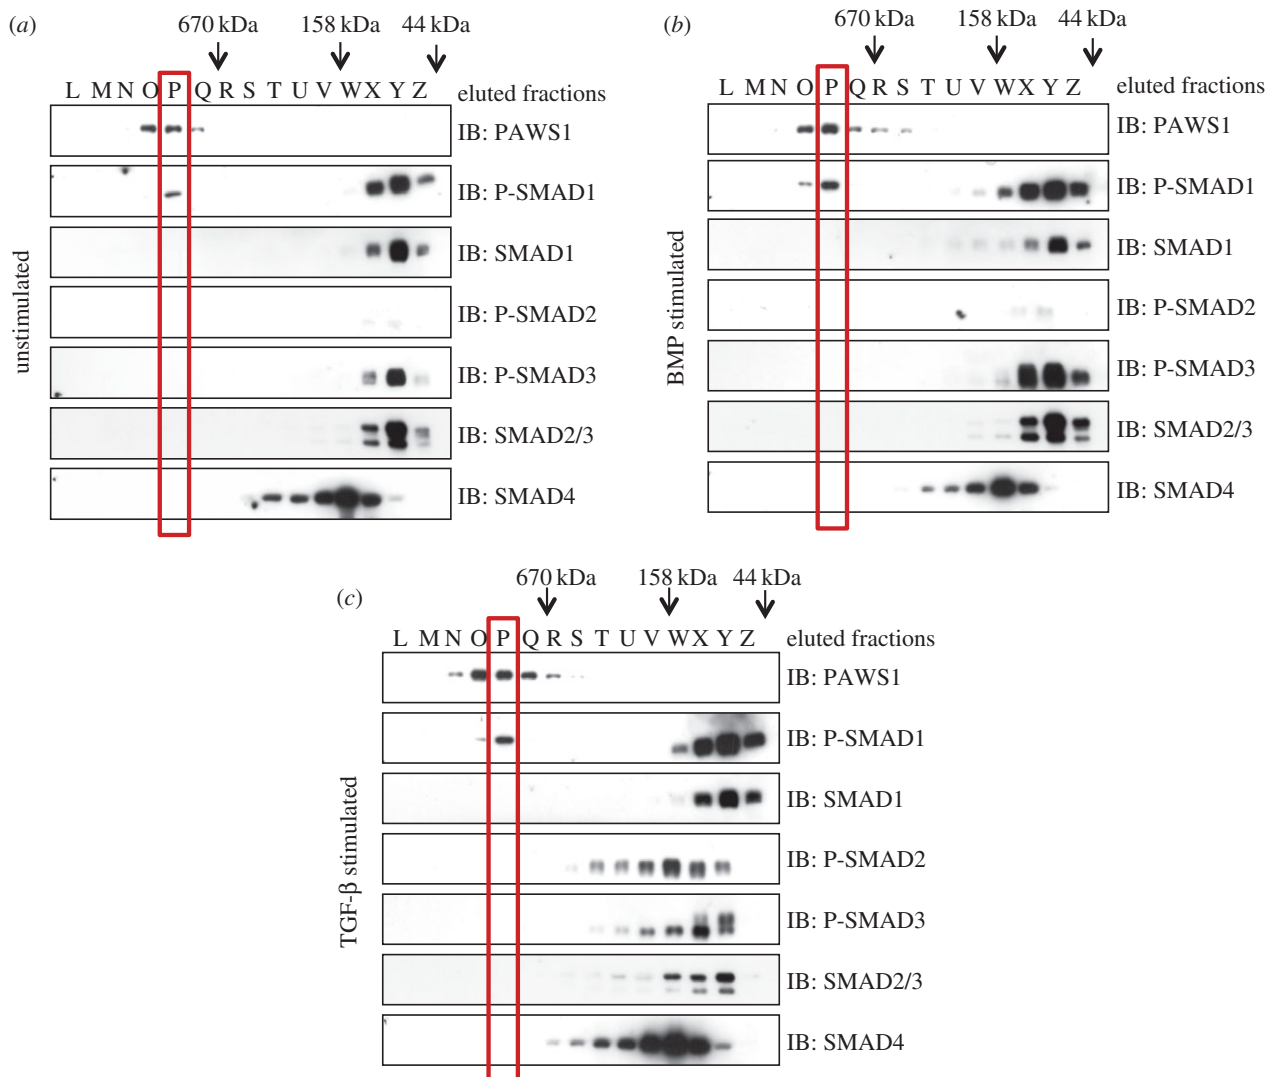 (a)
670 kDa 158 kDa 44 kDa
L M N O P Q R S T U V W X Y Z eluted fractions
IB: PAWS1
IB: P-SMAD1
IB: SMAD1
IB: P-SMAD2
IB: P-SMAD3
IB: SMAD2/3
IB: SMAD4
unstimulated
(b)
670 kDa 158 kDa 44 kDa
L M N O P Q R S T U V W X Y Z eluted fractions
IB: PAWS1
IB: P-SMAD1
IB: SMAD1
IB: P-SMAD2
IB: P-SMAD3
IB: SMAD2/3
IB: SMAD4
BMP stimulated
(c)
670 kDa 158 kDa 44 kDa
L M N O P Q R S T U V W X Y Z eluted fractions
IB: PAWS1
IB: P-SMAD1
IB: SMAD1
IB: P-SMAD2
IB: P-SMAD3
IB: SMAD2/3
IB: SMAD4
TGF-β stimulated